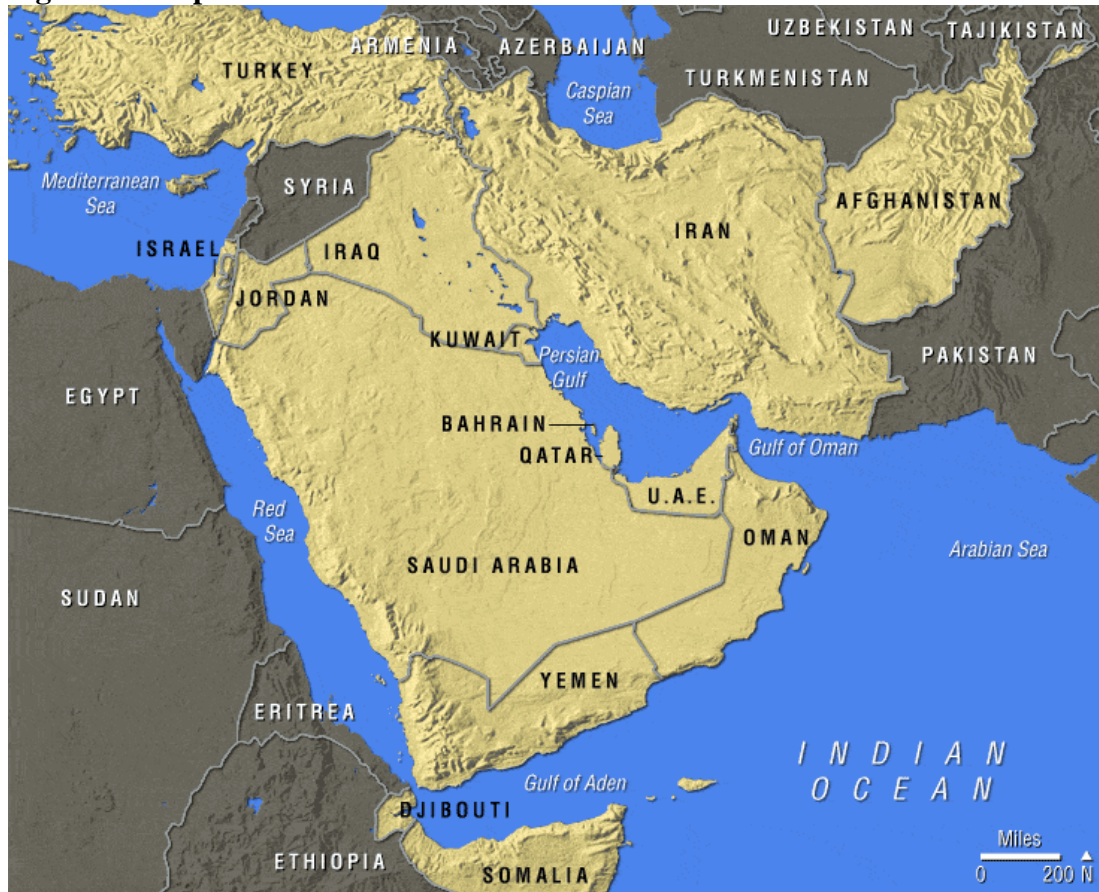 UZBEKISTAN
TAJIKISTAN
ARMENIA
AZERBAIJAN
TURKEY
TURKMENISTAN
Caspian
Sea
Mediterranean
Sea
SYRIA
AFGHANISTAN
IRAN
ISRAEL
IRAQ
JORDAN
KUWAIT
Persian
Gulf
PAKISTAN
EGYPT
BAHRAIN
QATAR
Gulf of Oman
U.A.E.
Red
Sea
OMAN
Arabian Sea
SAUDI ARABIA
SUDAN
YEMEN
ERITREA
INDIAN
OCEAN
Gulf of Aden
DJIBOUTI
ETHIOPIA
SOMALIA
Miles
0 200 N